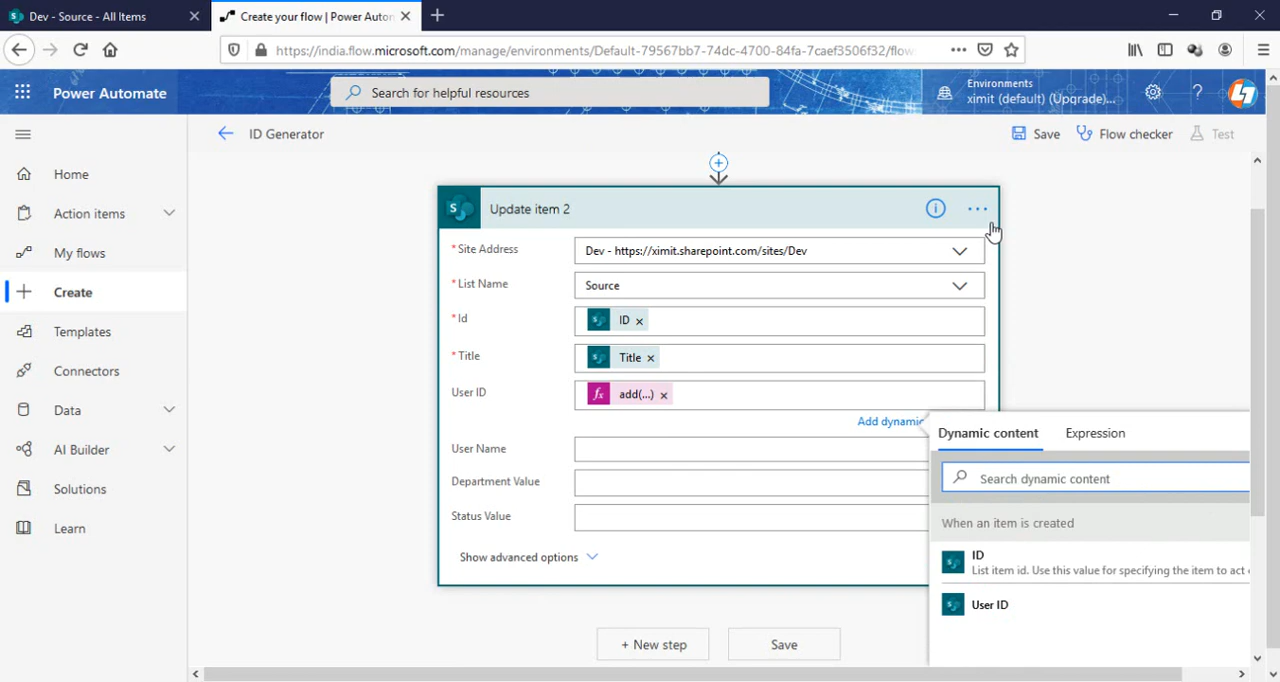 Dev - Source - All Items
Create your flow | Power Auton
https://india.flow.microsoft.com/manage/environments/Default-79567bb7-74dc-4700-84fa-7caef3506f32/flow
Power Automate
Search for helpful resources
Environments
ximit (default) (Upgrade)...
ID Generator
Save
Flow checker
Test
Home
Action items
My flows
Create
Templates
Connectors
Data
AI Builder
Solutions
Learn
Update item 2
* Site Address
Dev - https://ximit.sharepoint.com/sites/Dev
* List Name
Source
* Id
ID
* Title
Title
User ID
fx add(...)
Add dynamic
User Name
Department Value
Status Value
Show advanced options
Dynamic content
Expression
Search dynamic content
When an item is created
ID
List item id. Use this value for specifying the item to act
User ID
+ New step
Save